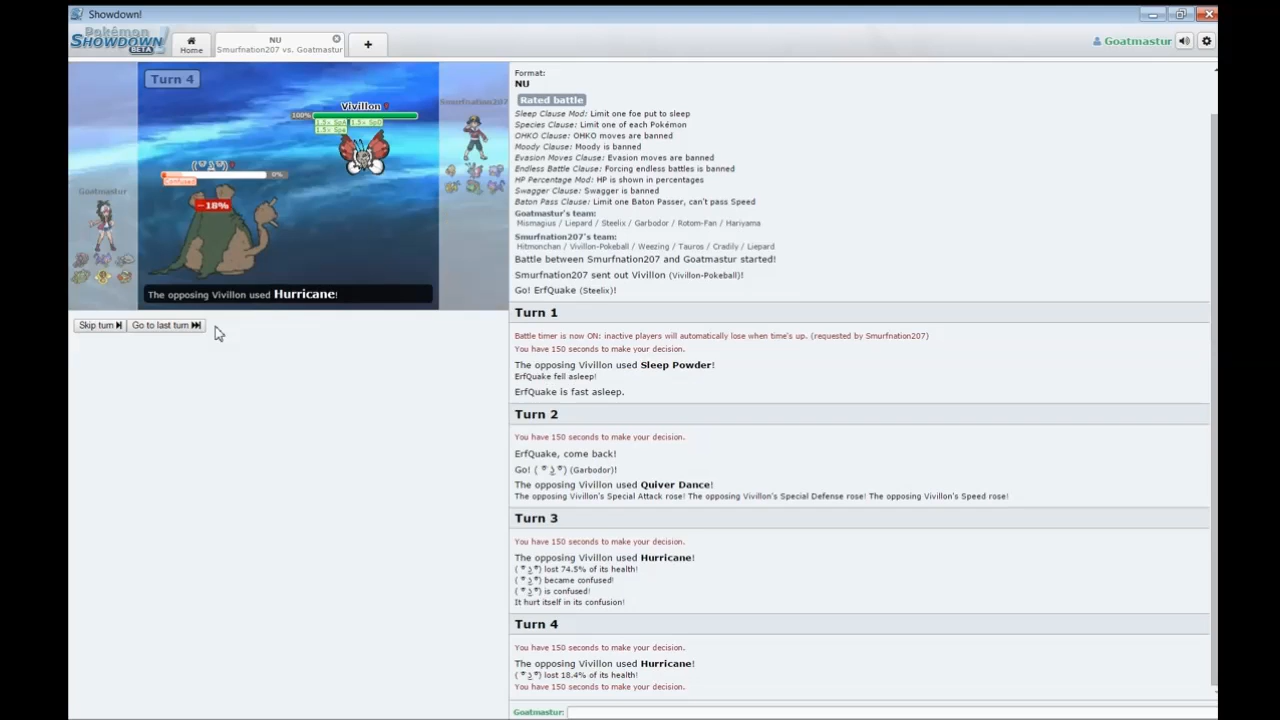 Showdown!
Pokémon
SHOWDOWN
BETA
Home
NU
Smurfnation207 vs. Goatmastur
+
Goatmastur
Turn 4
Vivillon
100%
1.5× SpA 1.5× SpD
1.5× Spe
Smurfnation207
0%
Confused
−18%
Goatmastur
The opposing Vivillon used Hurricane!
Skip turn
Go to last turn
Format:
NU
Rated battle
Sleep Clause Mod: Limit one foe put to sleep
Species Clause: Limit one of each Pokémon
OHKO Clause: OHKO moves are banned
Moody Clause: Moody is banned
Evasion Moves Clause: Evasion moves are banned
Endless Battle Clause: Forcing endless battles is banned
HP Percentage Mod: HP is shown in percentages
Swagger Clause: Swagger is banned
Baton Pass Clause: Limit one Baton Passer, can't pass Speed
Goatmastur's team:
Mismagius / Liepard / Steelix / Garbodor / Rotom-Fan / Hariyama
Smurfnation207's team:
Hitmonchan / Vivillon-Pokeball / Weezing / Tauros / Cradily / Liepard
Battle between Smurfnation207 and Goatmastur started!
Smurfnation207 sent out Vivillon (Vivillon-Pokeball)!
Go! ErfQuake (Steelix)!
Turn 1
Battle timer is now ON: inactive players will automatically lose when time's up. (requested by Smurfnation207)
You have 150 seconds to make your decision.
The opposing Vivillon used Sleep Powder!
ErfQuake fell asleep!
ErfQuake is fast asleep.
Turn 2
You have 150 seconds to make your decision.
ErfQuake, come back!
Go! ( ͡° ͜ʖ ͡°) (Garbodor)!
The opposing Vivillon used Quiver Dance!
The opposing Vivillon's Special Attack rose! The opposing Vivillon's Special Defense rose! The opposing Vivillon's Speed rose!
Turn 3
You have 150 seconds to make your decision.
The opposing Vivillon used Hurricane!
( ͡° ͜ʖ ͡°) lost 74.5% of its health!
( ͡° ͜ʖ ͡°) became confused!
( ͡° ͜ʖ ͡°) is confused!
It hurt itself in its confusion!
Turn 4
You have 150 seconds to make your decision.
The opposing Vivillon used Hurricane!
( ͡° ͜ʖ ͡°) lost 18.4% of its health!
You have 150 seconds to make your decision.
Goatmastur: